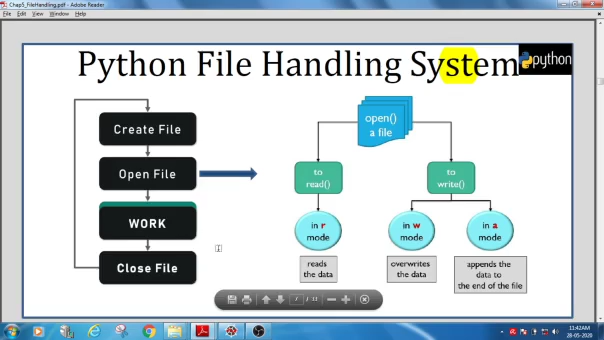 Chap5_FileHandling.pdf - Adobe Reader
File Edit View Window Help
Python File Handling System
python
Create File
Open File
WORK
Close File
open()
a file
to
read()
to
write()
in r
mode
in w
mode
in a
mode
reads
the data
overwrites
the data
appends the
data to
the end of the file
7 / 11
11:42AM
28-05-2020